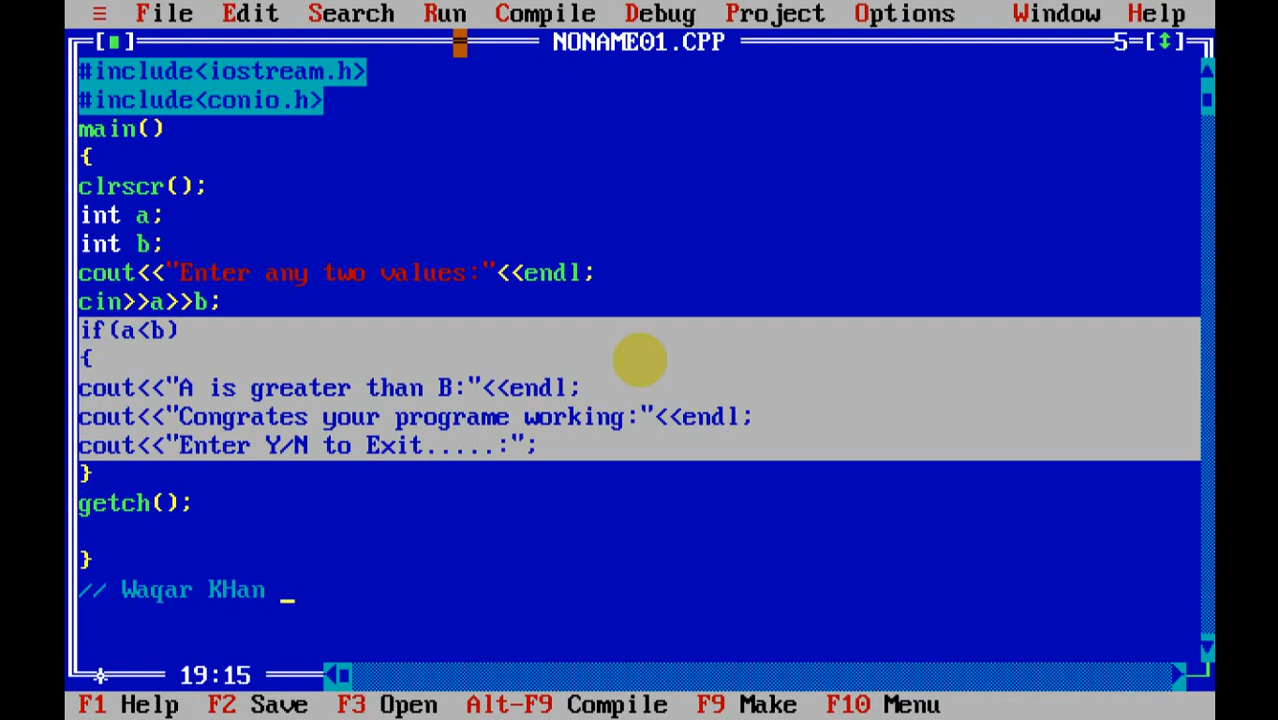 ≡ File Edit Search Run Compile Debug Project Options Window Help
[■] NONAME01.CPP 5=[↕]
#include<iostream.h>
#include<conio.h>
main()
{
clrscr();
int a;
int b;
cout<<"Enter any two values:"<<endl;
cin>>a>>b;
if(a<b)
{
cout<<"A is greater than B:"<<endl;
cout<<"Congrates your programe working:"<<endl;
cout<<"Enter Y/N to Exit.....:";
}
getch();
}
// Waqar KHan _
19:15
F1 Help F2 Save F3 Open Alt-F9 Compile F9 Make F10 Menu